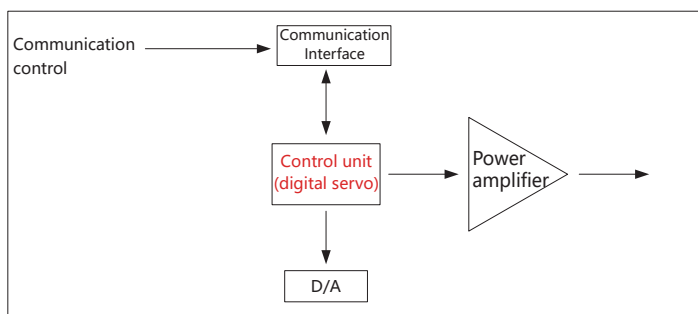 Communication
control
Communication
Interface
Control unit
(digital servo)
Power
amplifier
D/A